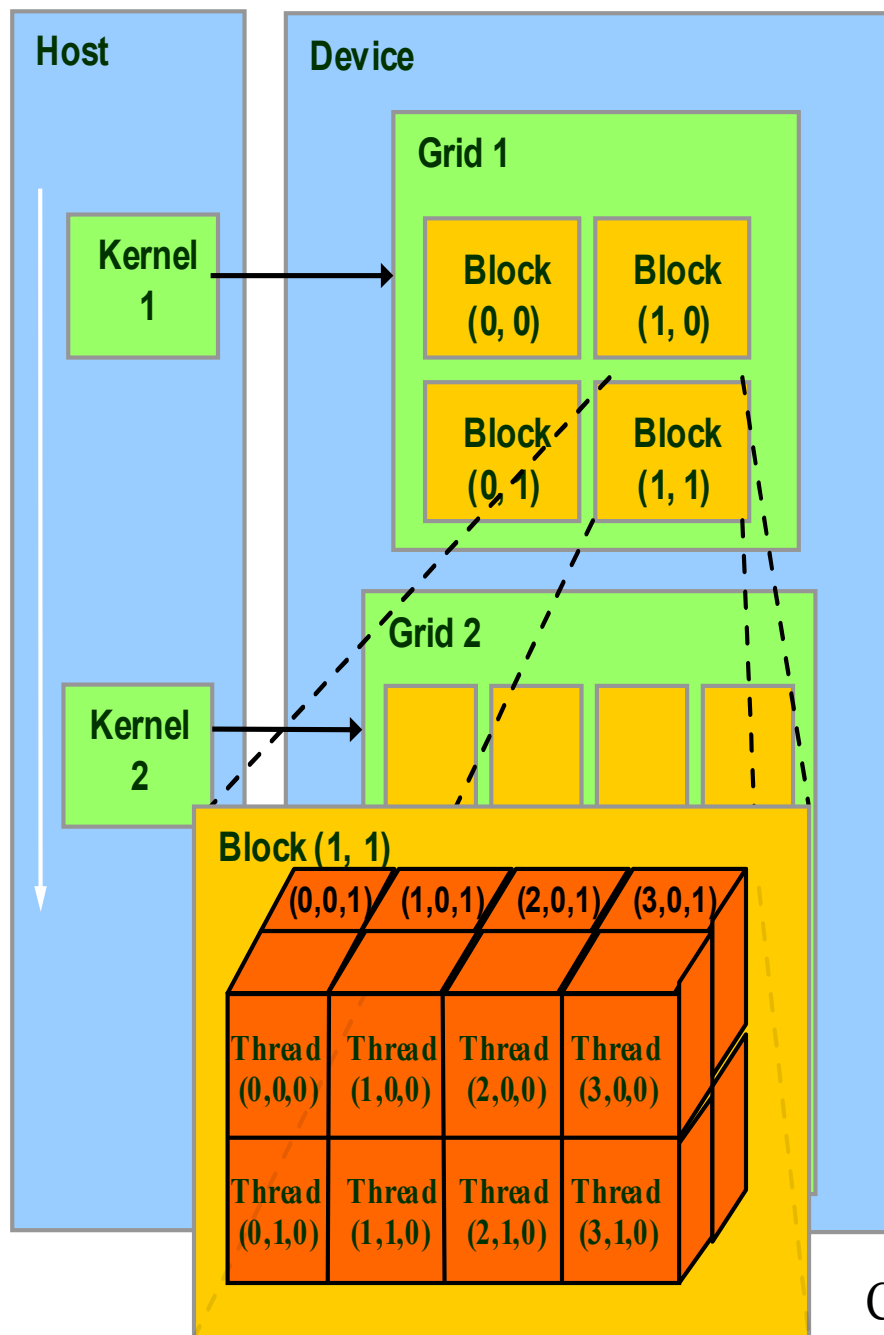 Host
Device
Grid 1
Kernel
1
Block
(0, 0)
Block
(1, 0)
Block
(0, 1)
Block
(1, 1)
Grid 2
Kernel
2
Block (1, 1)
(0,0,1)
(1,0,1)
(2,0,1)
(3,0,1)
Thread
(0,0,0)
Thread
(1,0,0)
Thread
(2,0,0)
Thread
(3,0,0)
Thread
(0,1,0)
Thread
(1,1,0)
Thread
(2,1,0)
Thread
(3,1,0)